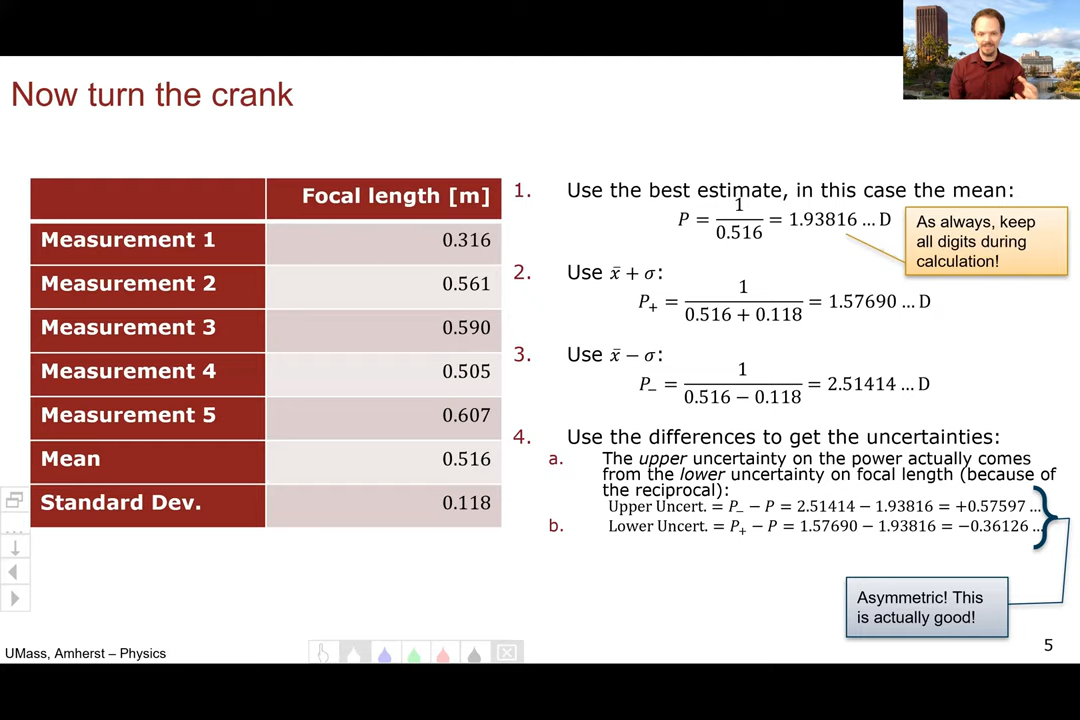 Now turn the crank
Focal length [m]
Measurement 1 0.316
Measurement 2 0.561
Measurement 3 0.590
Measurement 4 0.505
Measurement 5 0.607
Mean 0.516
Standard Dev. 0.118
1. Use the best estimate, in this case the mean:
P = 1/0.516 = 1.93816 … D
As always, keep
all digits during
calculation!
2. Use x̄ + σ:
P₊ = 1/(0.516 + 0.118) = 1.57690 … D
3. Use x̄ − σ:
P₋ = 1/(0.516 − 0.118) = 2.51414 … D
4. Use the differences to get the uncertainties:
a. The upper uncertainty on the power actually comes
from the lower uncertainty on focal length (because of
the reciprocal):
Upper Uncert. = P₋ − P = 2.51414 − 1.93816 = +0.57597 …
b. Lower Uncert. = P₊ − P = 1.57690 − 1.93816 = −0.36126 …
Asymmetric! This
is actually good!
UMass, Amherst – Physics
5